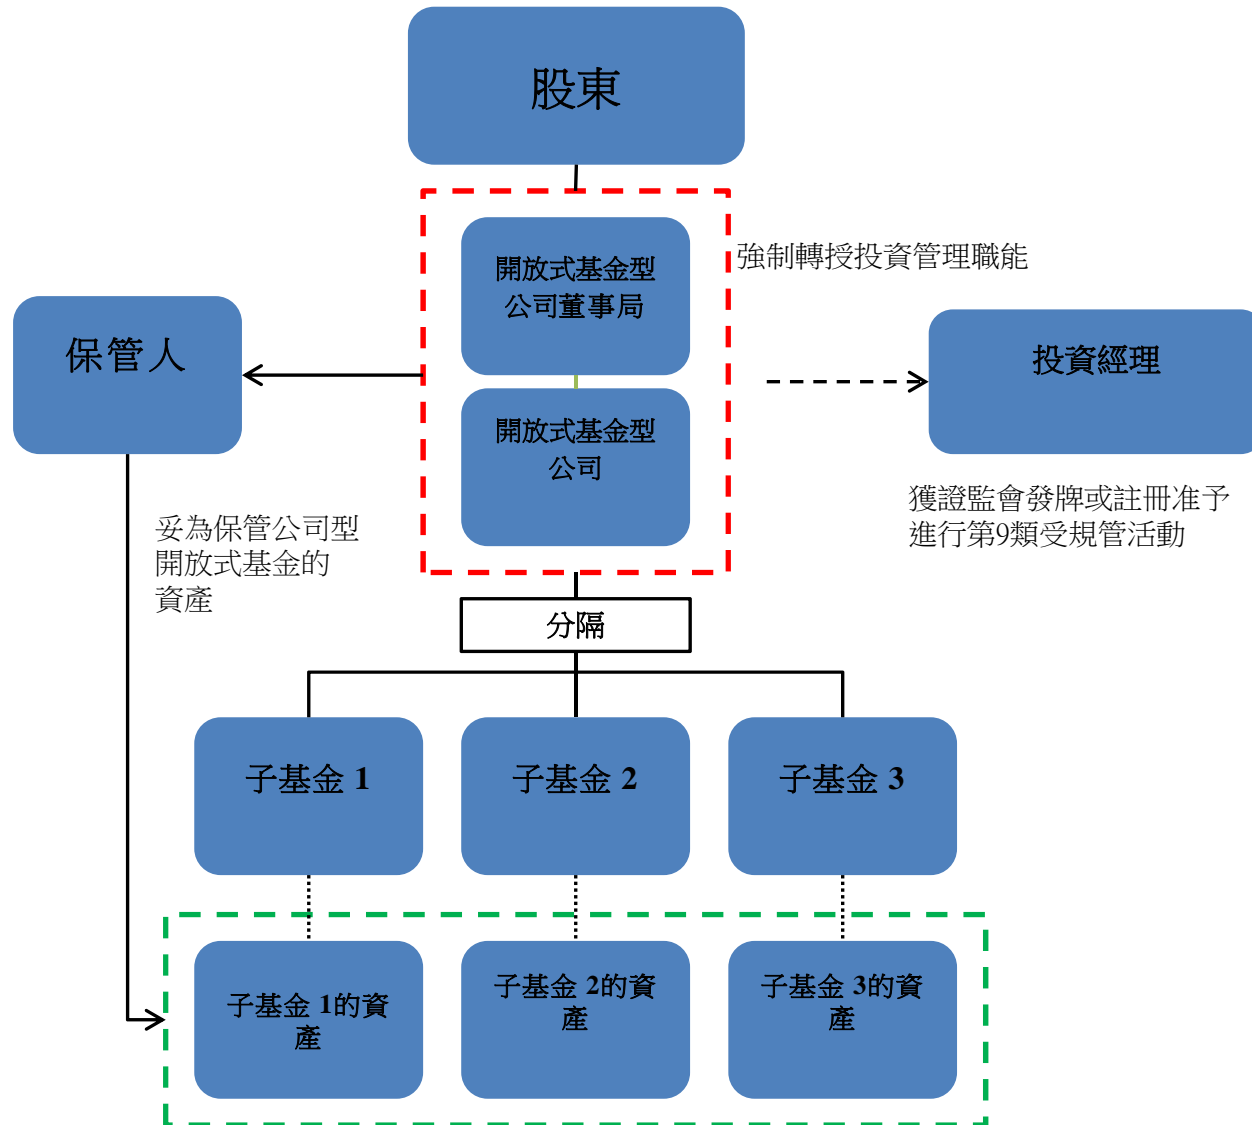 股東
開放式基金型
公司董事局
強制轉授投資管理職能
保管人
投資經理
開放式基金型
公司
妥為保管公司型
開放式基金的
資產
獲證監會發牌或註冊准予
進行第9類受規管活動
分隔
子基金 1
子基金 2
子基金 3
子基金 1的資
產
子基金 2的資
產
子基金 3的資
產